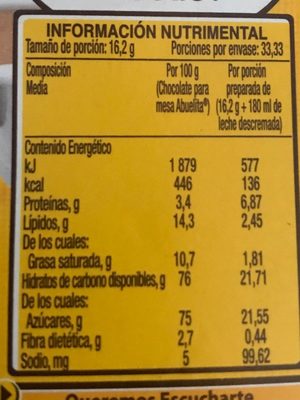 INFORMACIÓN NUTRIMENTAL
Tamaño de porción: 16,2 g Porciones por envase: 33,33
Composición Por 100 g Por porción
Media (Chocolate para preparada de
mesa Abuelita®) (16,2 g + 180 ml de
leche descremada)
Contenido Energético
kJ 1 879 577
kcal 446 136
Proteínas, g 3,4 6,87
Lípidos, g 14,3 2,45
De los cuales:
Grasa saturada, g 10,7 1,81
Hidratos de carbono disponibles, g 76 21,71
De los cuales:
Azúcares, g 75 21,55
Fibra dietética, g 2,7 0,44
Sodio, mg 5 99,62
Queremos Escucharte